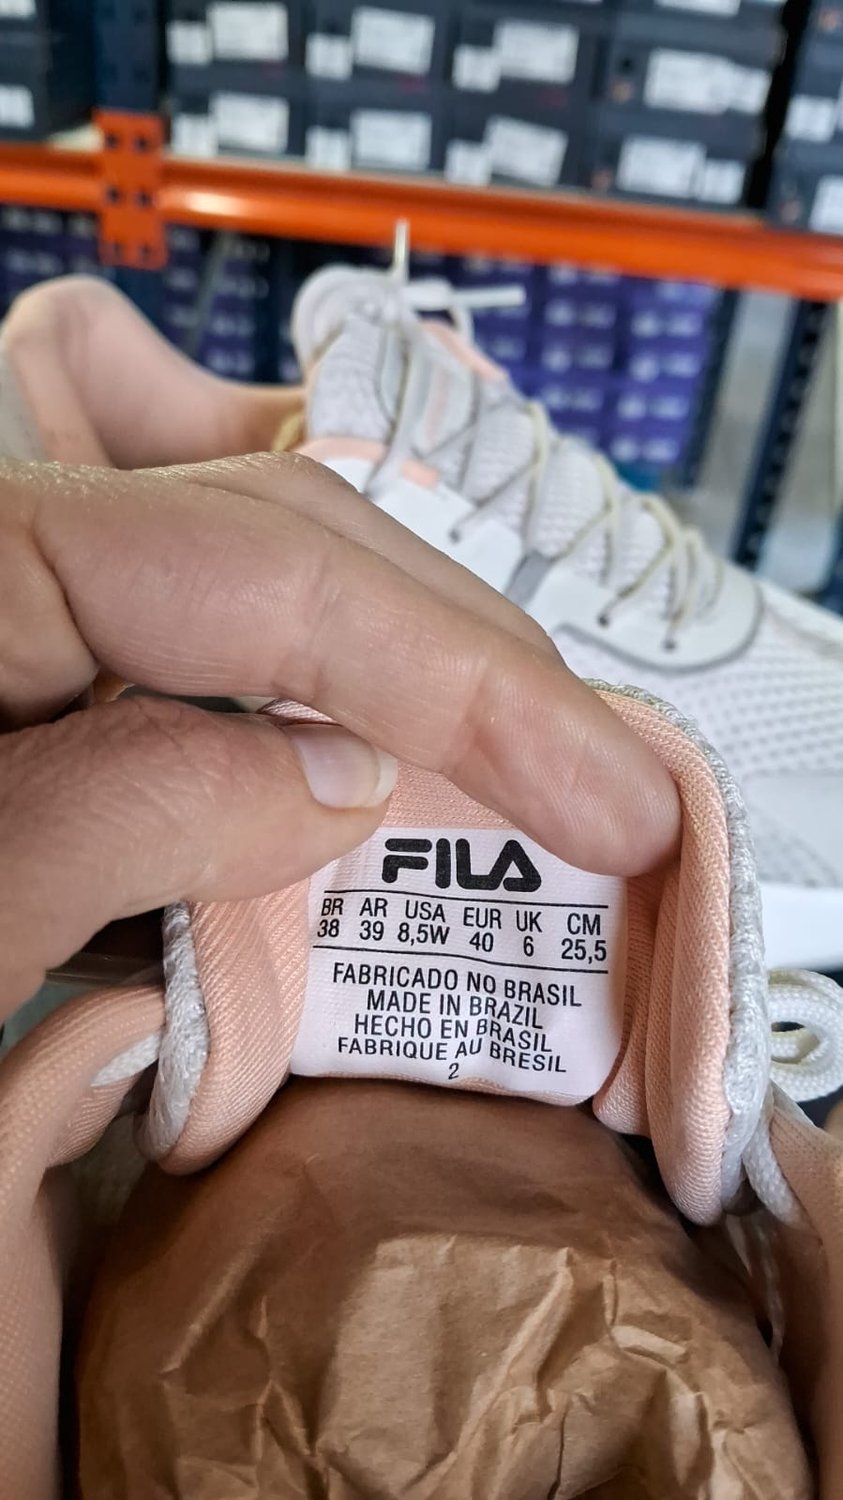 FILA
BR AR USA EUR UK CM
38 39 8,5W 40 6 25,5
FABRICADO NO BRASIL
MADE IN BRAZIL
HECHO EN BRASIL
FABRIQUE AU BRESIL
2